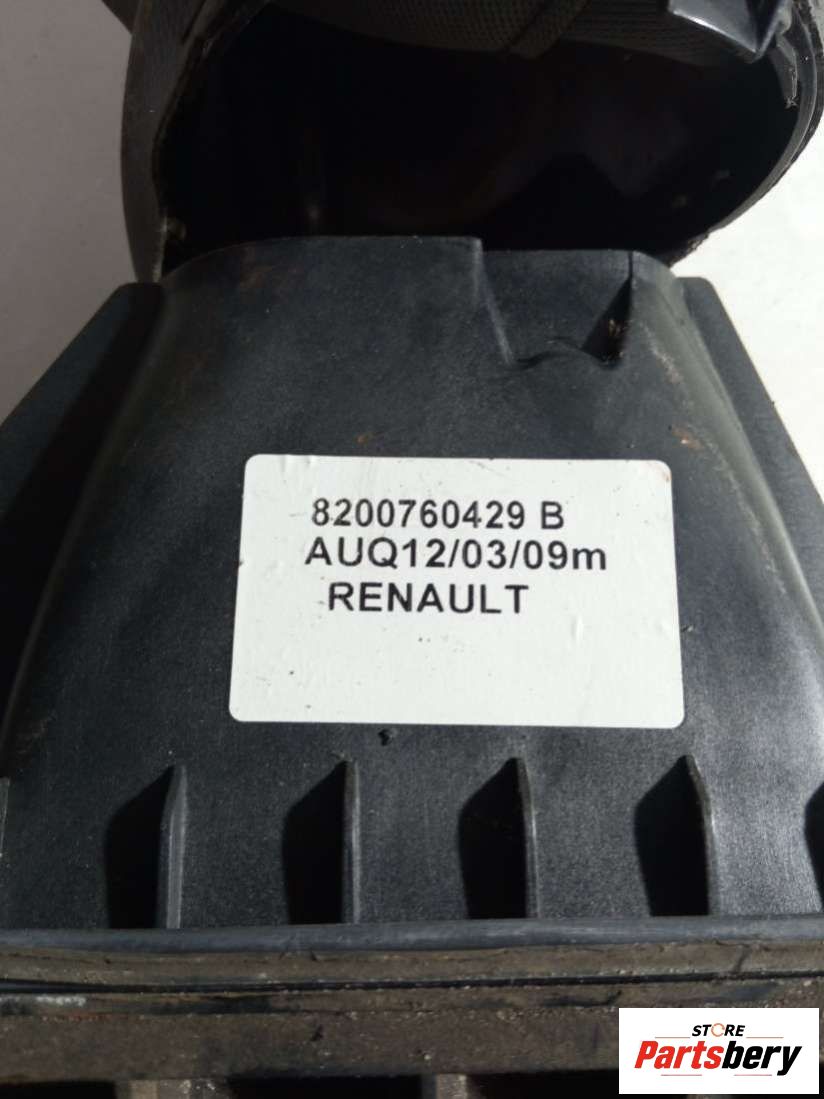 8200760429 B
AUQ12/03/09m
RENAULT
STORE
Partsbery